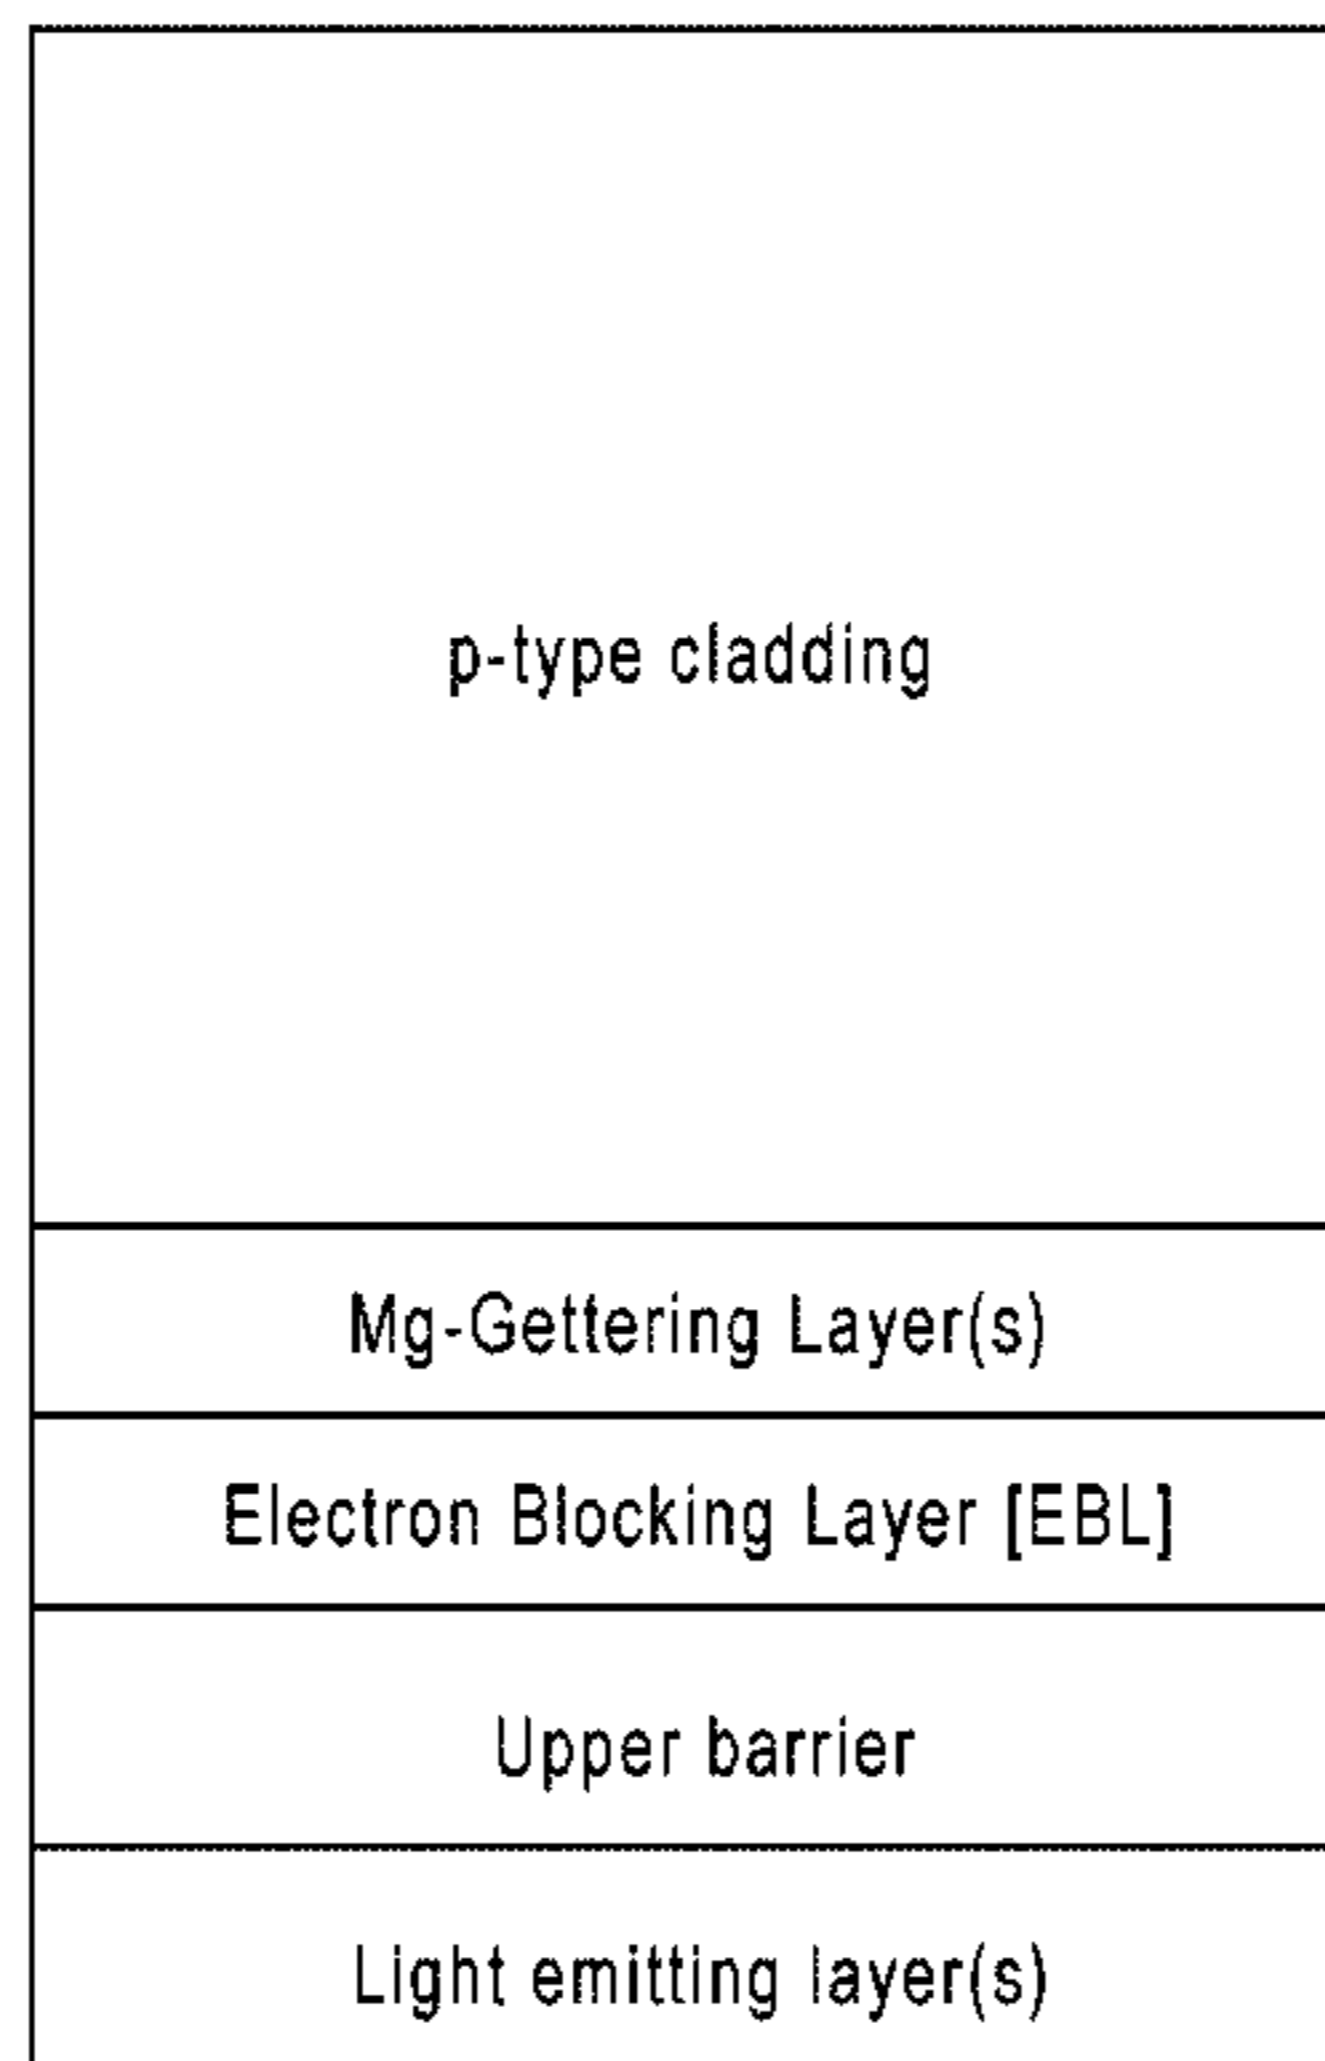 p-type cladding
Mg-Gettering Layer(s)
Electron Blocking Layer [EBL]
Upper barrier
Light emitting layer(s)